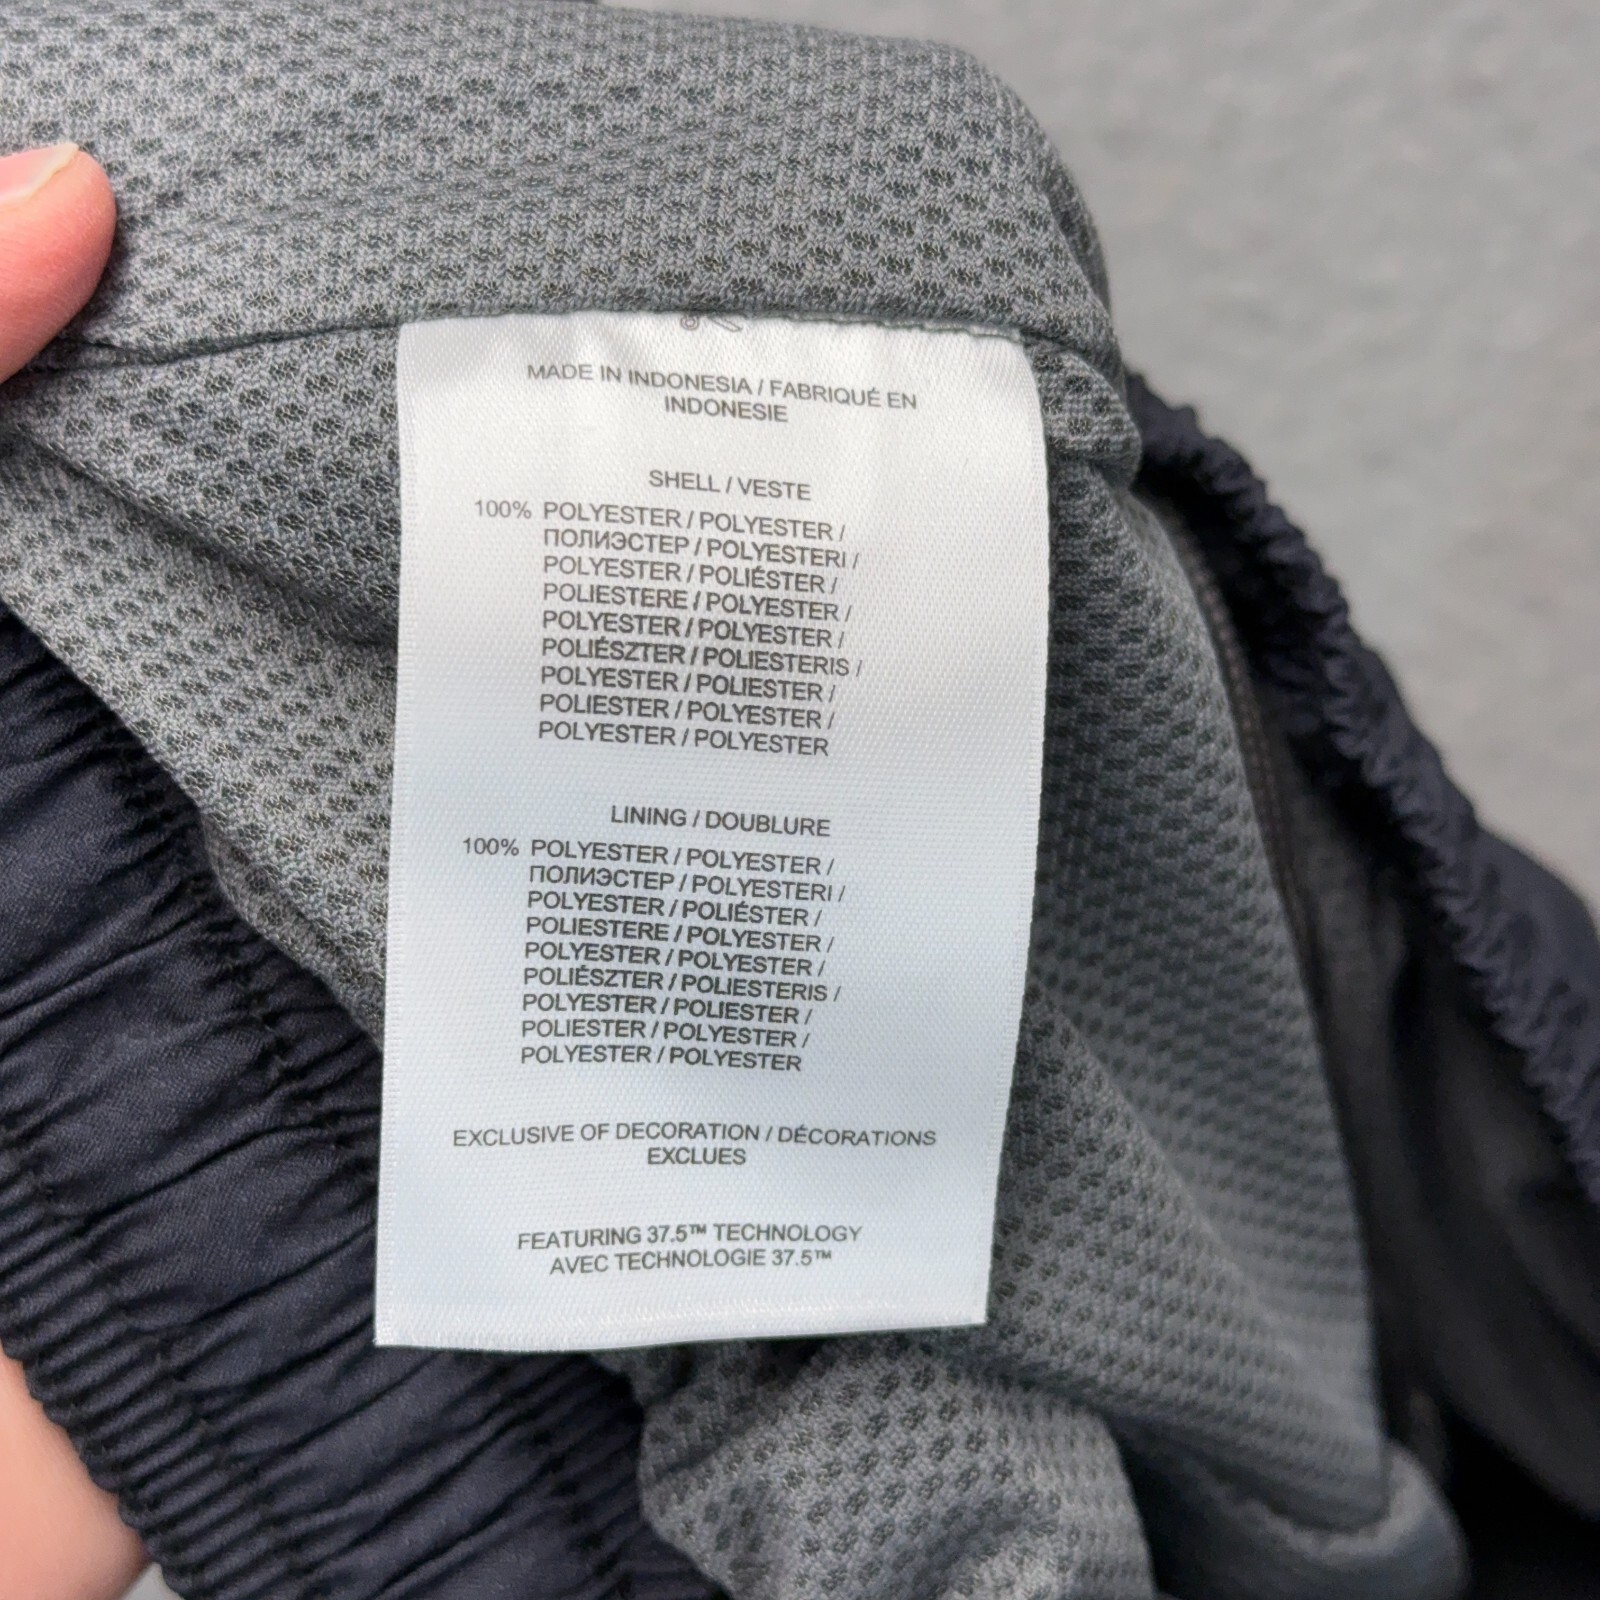 MADE IN INDONESIA / FABRIQUÉ EN
INDONESIE
SHELL / VESTE
100% POLYESTER / POLYESTER /
ПОЛИЭСТЕР / POLYESTERI /
POLYESTER / POLIÉSTER /
POLIESTERE / POLYESTER /
POLYESTER / POLYESTER /
POLIÉSZTER / POLIESTERIS /
POLYESTER / POLIESTER /
POLIESTER / POLYESTER /
POLYESTER / POLYESTER
LINING / DOUBLURE
100% POLYESTER / POLYESTER /
ПОЛИЭСТЕР / POLYESTERI /
POLYESTER / POLIÉSTER /
POLIESTERE / POLYESTER /
POLYESTER / POLYESTER /
POLIÉSZTER / POLIESTERIS /
POLYESTER / POLIESTER /
POLIESTER / POLYESTER /
POLYESTER / POLYESTER
EXCLUSIVE OF DECORATION / DÉCORATIONS
EXCLUES
FEATURING 37.5™ TECHNOLOGY
AVEC TECHNOLOGIE 37.5™